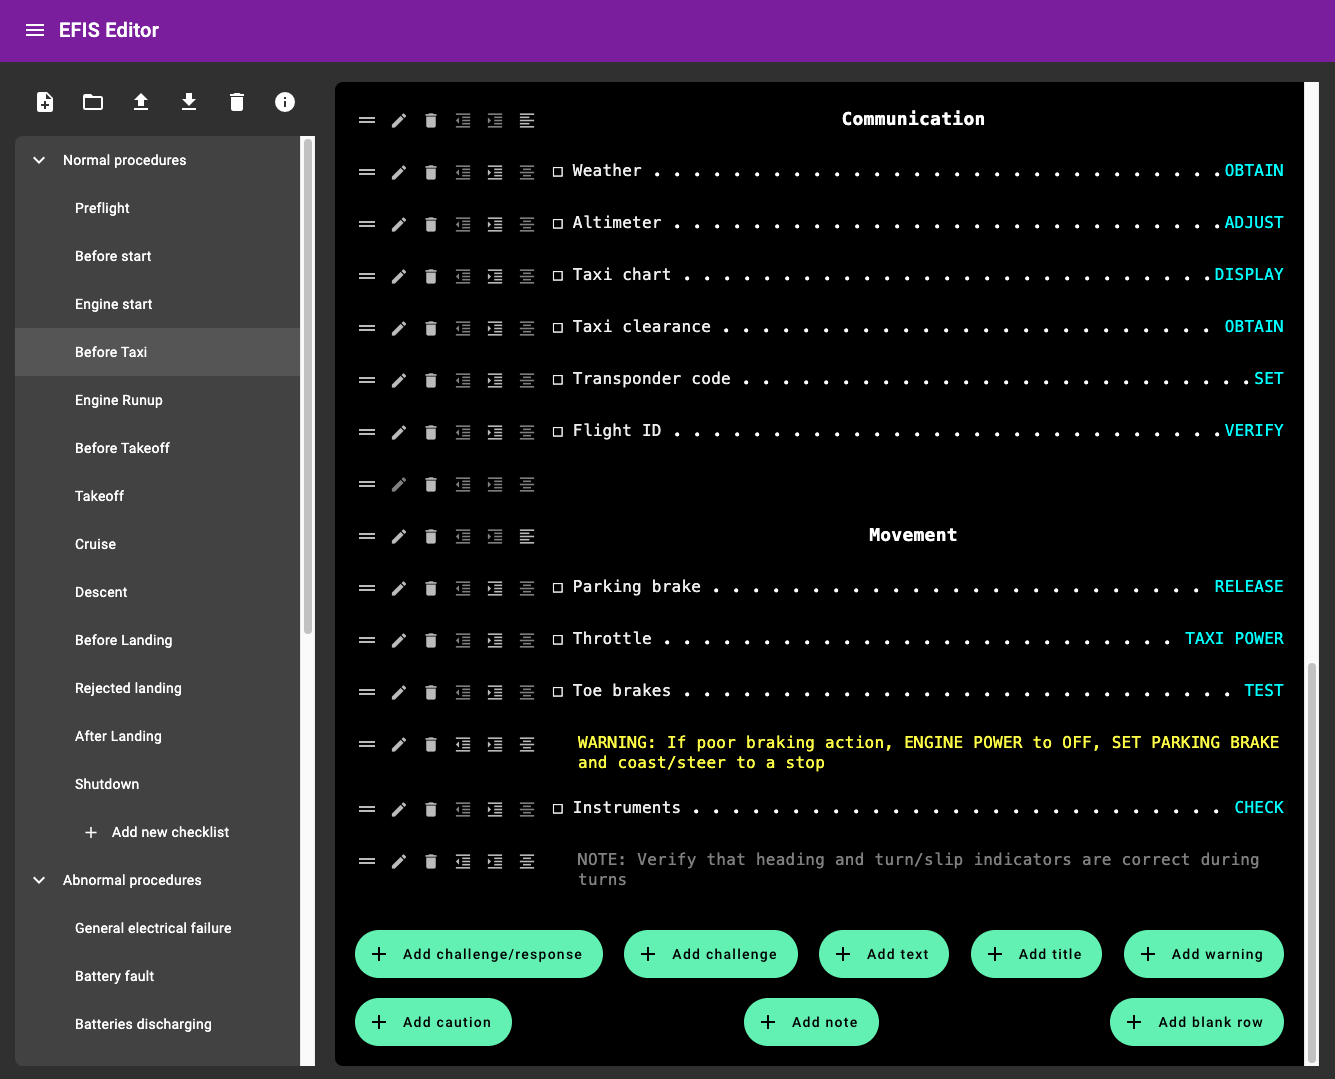 EFIS Editor
Normal procedures
Preflight
Before start
Engine start
Before Taxi
Engine Runup
Before Takeoff
Takeoff
Cruise
Descent
Before Landing
Rejected landing
After Landing
Shutdown
Add new checklist
Abnormal procedures
General electrical failure
Battery fault
Batteries discharging
Communication
Weather . . . . . . . . . . . . . . . . . . . . . . . . . . . . . OBTAIN
Altimeter . . . . . . . . . . . . . . . . . . . . . . . . . . . . ADJUST
Taxi chart . . . . . . . . . . . . . . . . . . . . . . . . . . . DISPLAY
Taxi clearance . . . . . . . . . . . . . . . . . . . . . . . . . OBTAIN
Transponder code . . . . . . . . . . . . . . . . . . . . . . . . . . SET
Flight ID . . . . . . . . . . . . . . . . . . . . . . . . . . . . VERIFY
Movement
Parking brake . . . . . . . . . . . . . . . . . . . . . . . . . RELEASE
Throttle . . . . . . . . . . . . . . . . . . . . . . . . . . TAXI POWER
Toe brakes . . . . . . . . . . . . . . . . . . . . . . . . . . . . TEST
WARNING: If poor braking action, ENGINE POWER to OFF, SET PARKING BRAKE
and coast/steer to a stop
Instruments . . . . . . . . . . . . . . . . . . . . . . . . . . . CHECK
NOTE: Verify that heading and turn/slip indicators are correct during
turns
Add challenge/response
Add challenge
Add text
Add title
Add warning
Add caution
Add note
Add blank row